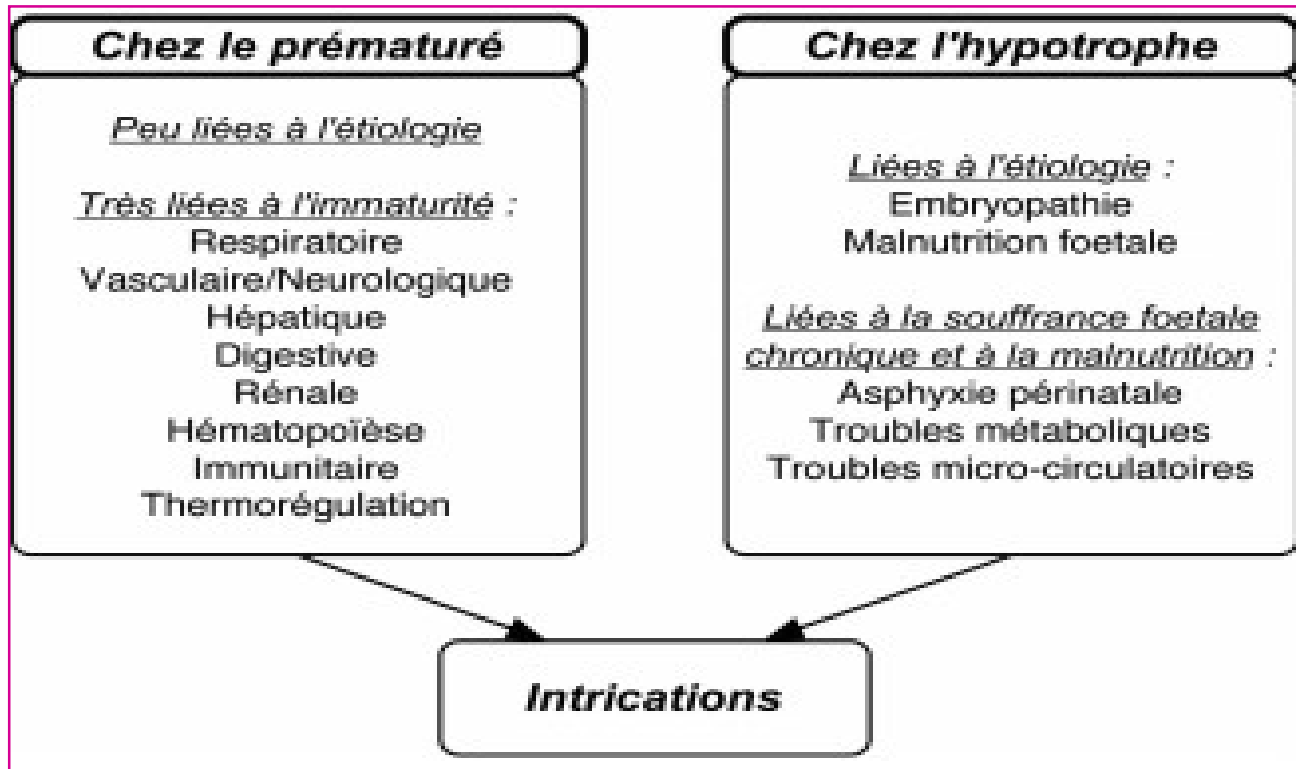 Chez le prématuré
Peu liées à l'étiologie
Très liées à l'immaturité :
Respiratoire
Vasculaire/Neurologique
Hépatique
Digestive
Rénale
Hématopoïèse
Immunitaire
Thermorégulation
Chez l'hypotrophe
Liées à l'étiologie :
Embryopathie
Malnutrition foetale
Liées à la souffrance foetale
chronique et à la malnutrition :
Asphyxie périnatale
Troubles métaboliques
Troubles micro-circulatoires
Intrications